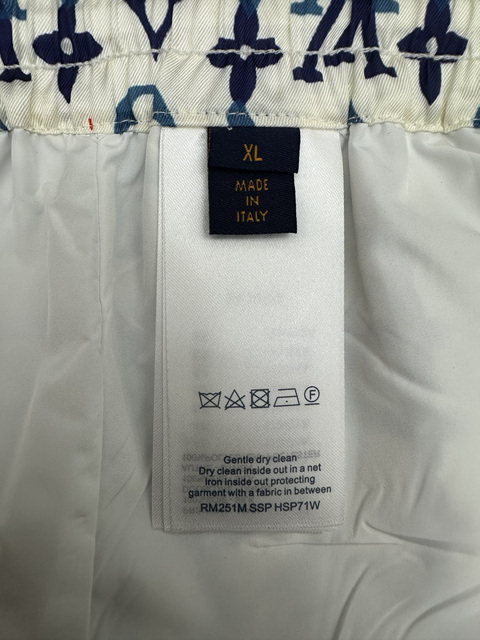 XL
MADE
IN
ITALY
F
Gentle dry clean
Dry clean inside out in a net
Iron inside out protecting
garment with a fabric in between
RM251M SSP HSP71W